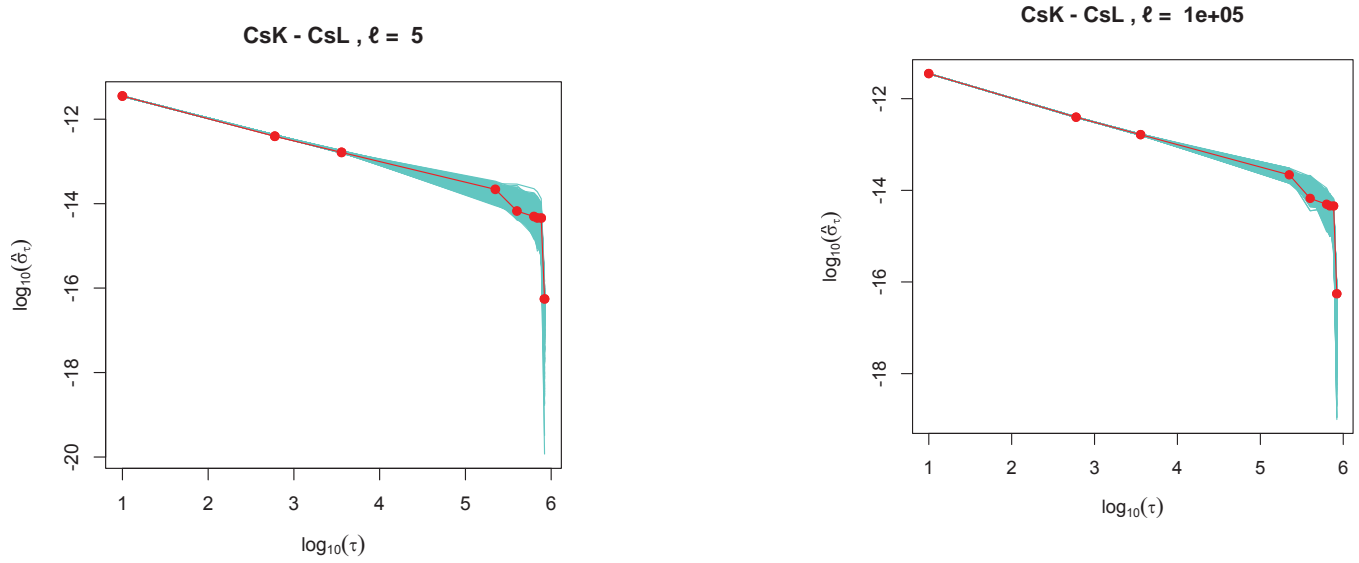 CsK - CsL , ℓ = 5
-12
-14
-16
-18
-20
log₁₀(σ̂τ)
1 2 3 4 5 6
log₁₀(τ)
CsK - CsL , ℓ = 1e+05
-12
-14
-16
-18
log₁₀(σ̂τ)
1 2 3 4 5 6
log₁₀(τ)